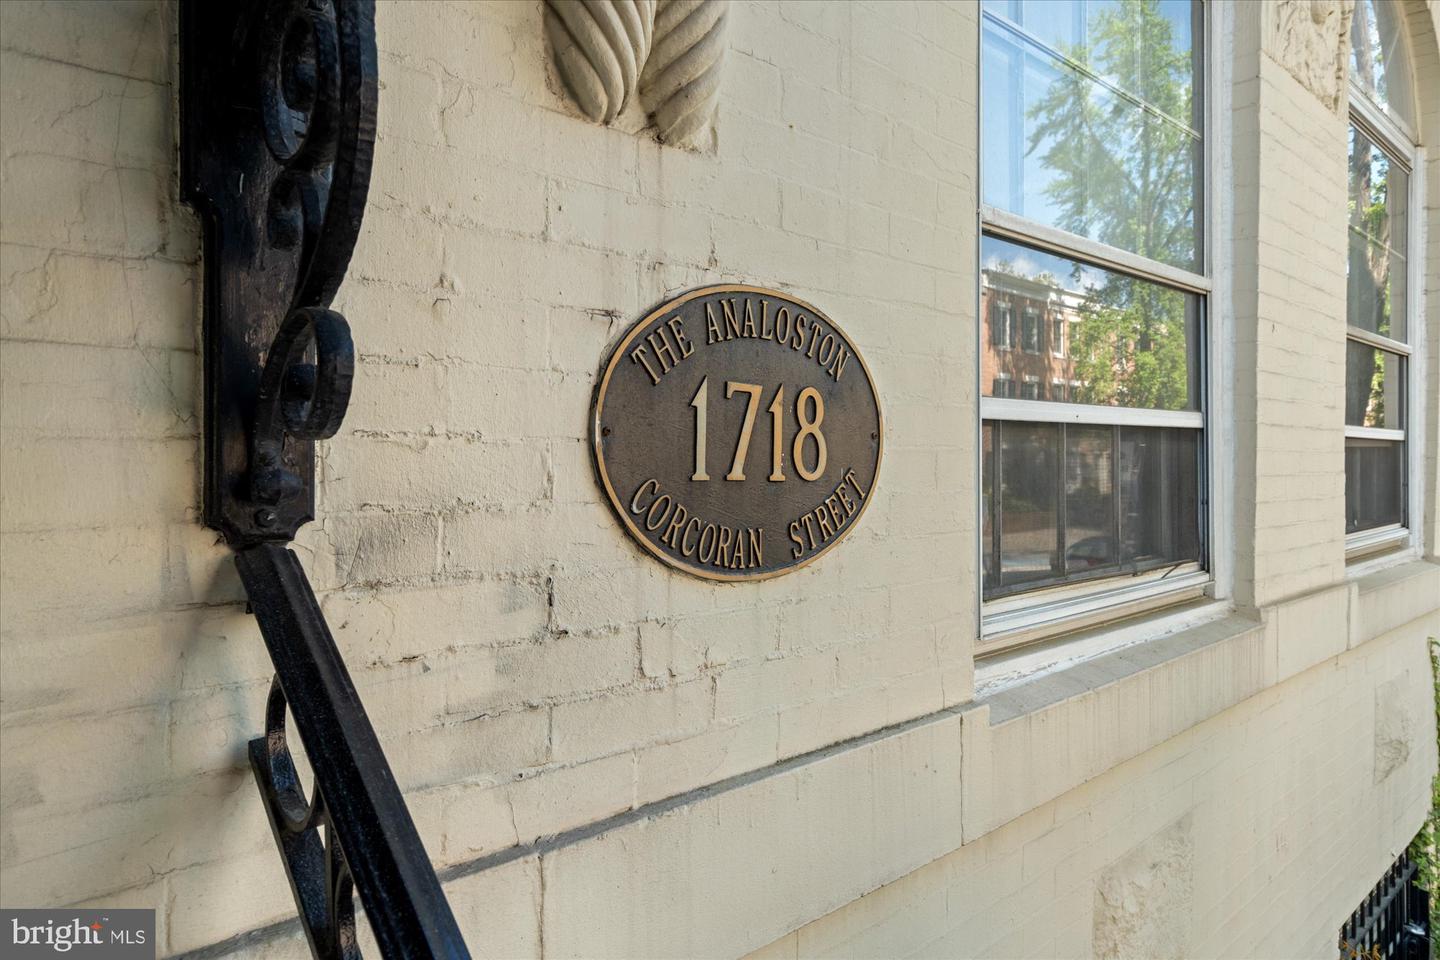 THE ANALOSTON
1718
CORCORAN STREET
bright MLS